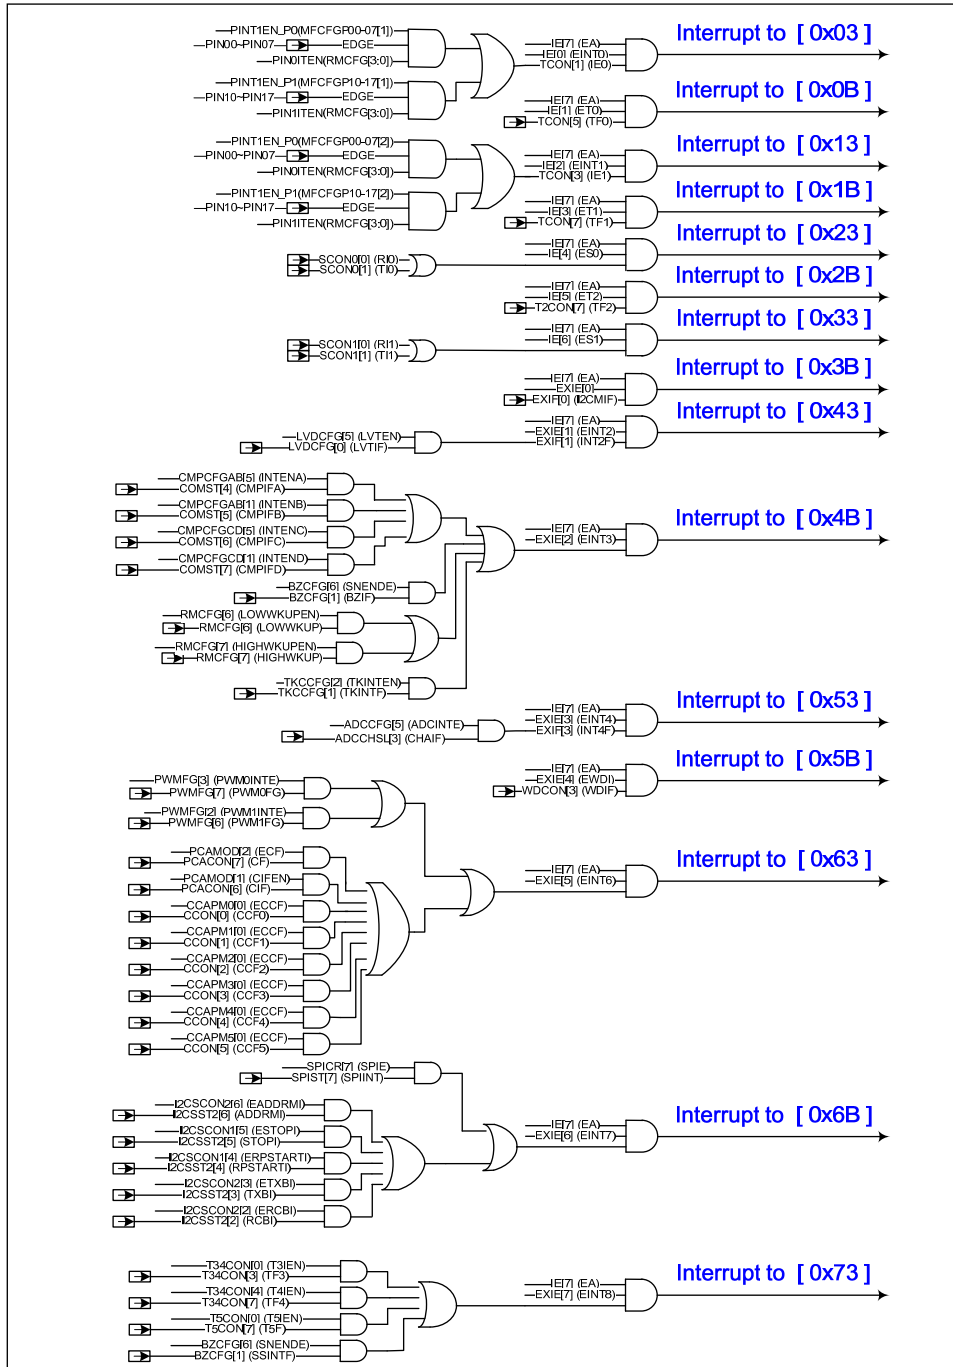 PINT1EN_P0(MFCFGP00-07[1])
PIN00~PIN07 EDGE
PIN0ITEN(RMCFG[3:0])
IE[7] (EA)
IE[0] (EINT0)
TCON[1] (IE0)
Interrupt to [ 0x03 ]
PINT1EN_P1(MFCFGP10-17[1])
PIN10~PIN17 EDGE
PIN1ITEN(RMCFG[3:0])
IE[7] (EA)
IE[1] (ET0)
TCON[5] (TF0)
Interrupt to [ 0x0B ]
PINT1EN_P0(MFCFGP00-07[2])
PIN00~PIN07 EDGE
PIN0ITEN(RMCFG[3:0])
IE[7] (EA)
IE[2] (EINT1)
TCON[3] (IE1)
Interrupt to [ 0x13 ]
PINT1EN_P1(MFCFGP10-17[2])
PIN10~PIN17 EDGE
PIN1ITEN(RMCFG[3:0])
IE[7] (EA)
IE[3] (ET1)
TCON[7] (TF1)
Interrupt to [ 0x1B ]
SCON0[0] (RI0)
SCON0[1] (TI0)
IE[7] (EA)
IE[4] (ES0)
Interrupt to [ 0x23 ]
IE[7] (EA)
IE[5] (ET2)
T2CON[7] (TF2)
Interrupt to [ 0x2B ]
SCON1[0] (RI1)
SCON1[1] (TI1)
IE[7] (EA)
IE[6] (ES1)
Interrupt to [ 0x33 ]
IE[7] (EA)
EXIE[0]
EXIF[0] (I2CMIF)
Interrupt to [ 0x3B ]
LVDCFG[5] (LVTEN)
LVDCFG[0] (LVTIF)
IE[7] (EA)
EXIE[1] (EINT2)
EXIF[1] (INT2F)
Interrupt to [ 0x43 ]
CMPCFGAB[5] (INTENA)
COMST[4] (CMPIFA)
CMPCFGAB[1] (INTENB)
COMST[5] (CMPIFB)
CMPCFGCD[5] (INTENC)
COMST[6] (CMPIFC)
CMPCFGCD[1] (INTEND)
COMST[7] (CMPIFD)
BZCFG[6] (SNENDE)
BZCFG[1] (BZIF)
RMCFG[6] (LOWWKUPEN)
RMCFG[6] (LOWWKUP)
RMCFG[7] (HIGHWKUPEN)
RMCFG[7] (HIGHWKUP)
TKCCFG[2] (TKINTEN)
TKCCFG[1] (TKINTF)
IE[7] (EA)
EXIE[2] (EINT3)
Interrupt to [ 0x4B ]
ADCCFG[5] (ADCINTE)
ADCCHSL[3] (CHAIF)
IE[7] (EA)
EXIE[3] (EINT4)
EXIF[3] (INT4F)
Interrupt to [ 0x53 ]
IE[7] (EA)
EXIE[4] (EWDI)
WDCON[3] (WDIF)
Interrupt to [ 0x5B ]
PWMFG[3] (PWM0INTE)
PWMFG[7] (PWM0FG)
PWMFG[2] (PWM1INTE)
PWMFG[6] (PWM1FG)
PCAMOD[2] (ECF)
PCACON[7] (CF)
PCAMOD[1] (CIFEN)
PCACON[6] (CIF)
CCAPM0[0] (ECCF)
CCON[0] (CCF0)
CCAPM1[0] (ECCF)
CCON[1] (CCF1)
CCAPM2[0] (ECCF)
CCON[2] (CCF2)
CCAPM3[0] (ECCF)
CCON[3] (CCF3)
CCAPM4[0] (ECCF)
CCON[4] (CCF4)
CCAPM5[0] (ECCF)
CCON[5] (CCF5)
IE[7] (EA)
EXIE[5] (EINT6)
Interrupt to [ 0x63 ]
SPICR[7] (SPIE)
SPIST[7] (SPIINT)
I2CSCON2[6] (EADDRMI)
I2CSST2[6] (ADDRMI)
I2CSCON1[5] (ESTOPI)
I2CSST2[5] (STOPI)
I2CSCON1[4] (ERPSTARTI)
I2CSST2[4] (RPSTARTI)
I2CSCON2[3] (ETXBI)
I2CSST2[3] (TXBI)
I2CSCON2[2] (ERCBI)
I2CSST2[2] (RCBI)
IE[7] (EA)
EXIE[6] (EINT7)
Interrupt to [ 0x6B ]
T34CON[0] (T3IEN)
T34CON[3] (TF3)
T34CON[4] (T4IEN)
T34CON[7] (TF4)
T5CON[0] (T5IEN)
T5CON[7] (T5F)
BZCFG[6] (SNENDE)
BZCFG[1] (SSINTF)
IE[7] (EA)
EXIE[7] (EINT8)
Interrupt to [ 0x73 ]